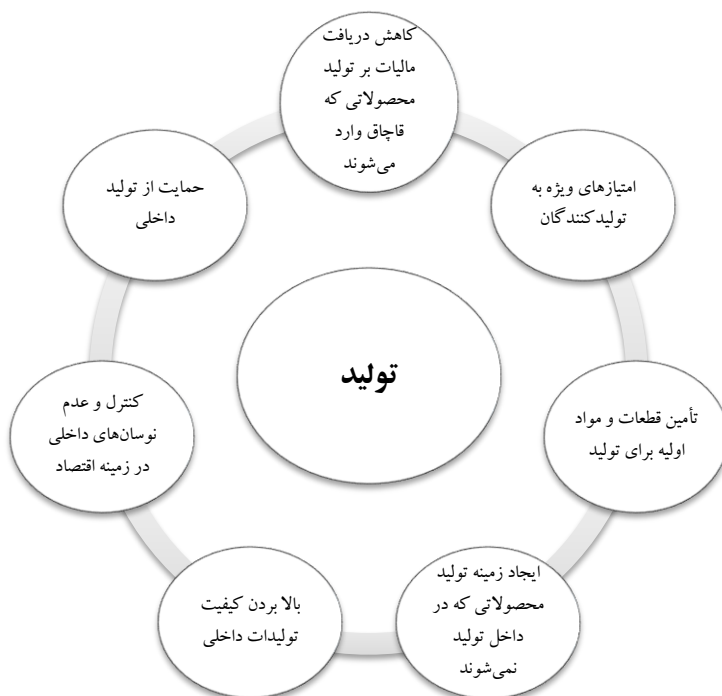 کاهش دریافت
مالیات بر تولید
محصولاتی که
قاچاق وارد
می‌شوند
امتیازهای ویژه به
تولیدکنندگان
تأمین قطعات و مواد
اولیه برای تولید
ایجاد زمینه تولید
محصولاتی که در
داخل تولید
نمی‌شوند
بالا بردن کیفیت
تولیدات داخلی
کنترل و عدم
نوسان‌های داخلی
در زمینه اقتصاد
حمایت از تولید
داخلی
تولید